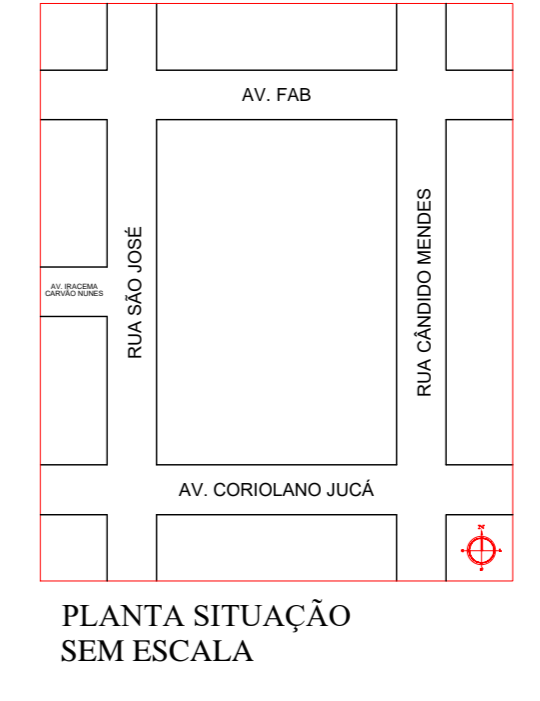 AV. FAB
RUA SÃO JOSÉ
RUA CÂNDIDO MENDES
AV. IRACEMA
CARVÃO NUNES
AV. CORIOLANO JUCÁ
N
PLANTA SITUAÇÃO
SEM ESCALA